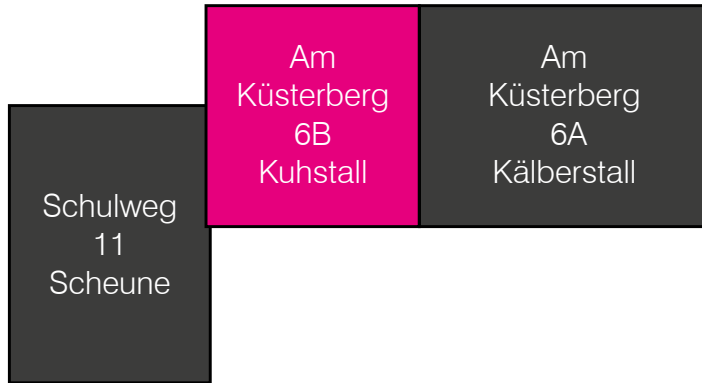 Am
Küsterberg
6B
Kuhstall
Am
Küsterberg
6A
Kälberstall
Schulweg
11
Scheune